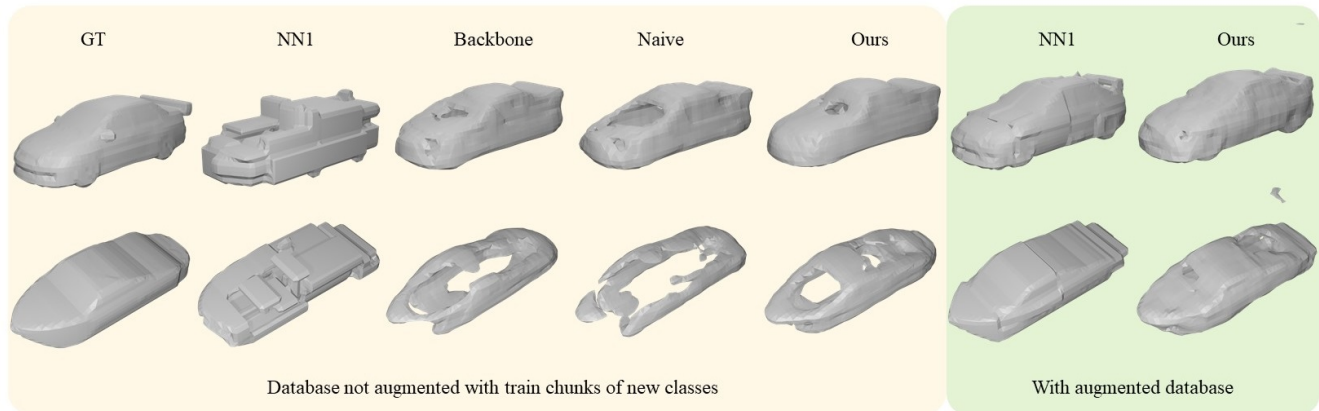 GT NN1 Backbone Naive Ours NN1 Ours
Database not augmented with train chunks of new classes
With augmented database